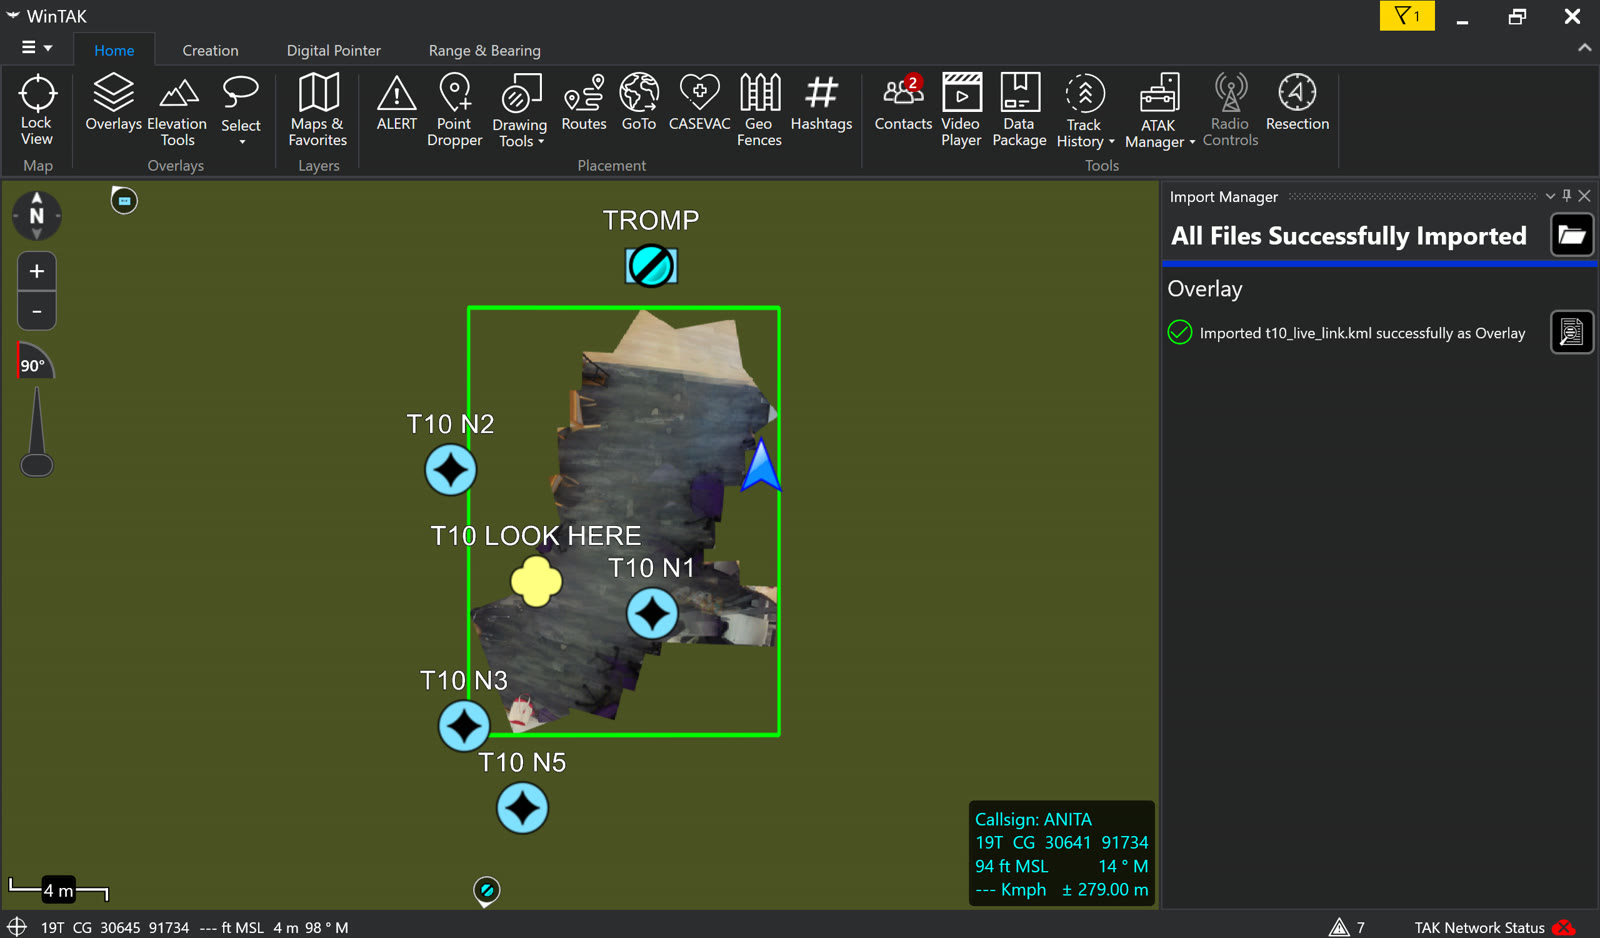 WinTAK
1
Home
Creation
Digital Pointer
Range & Bearing
Lock View
Overlays
Elevation Tools
Select
Maps & Favorites
ALERT
Point Dropper
Drawing Tools
Routes
GoTo
CASEVAC
Geo Fences
Hashtags
Contacts
2
Video Player
Data Package
Track History
ATAK Manager
Radio Controls
Resection
Map
Overlays
Layers
Placement
Tools
N
+
-
90°
TROMP
T10 N2
T10 LOOK HERE
T10 N1
T10 N3
T10 N5
4 m
Callsign: ANITA
19T CG 30641 91734
94 ft MSL 14 ° M
--- Kmph ± 279.00 m
Import Manager
All Files Successfully Imported
Overlay
Imported t10_live_link.kml successfully as Overlay
19T CG 30645 91734 --- ft MSL 4 m 98 ° M
7
TAK Network Status